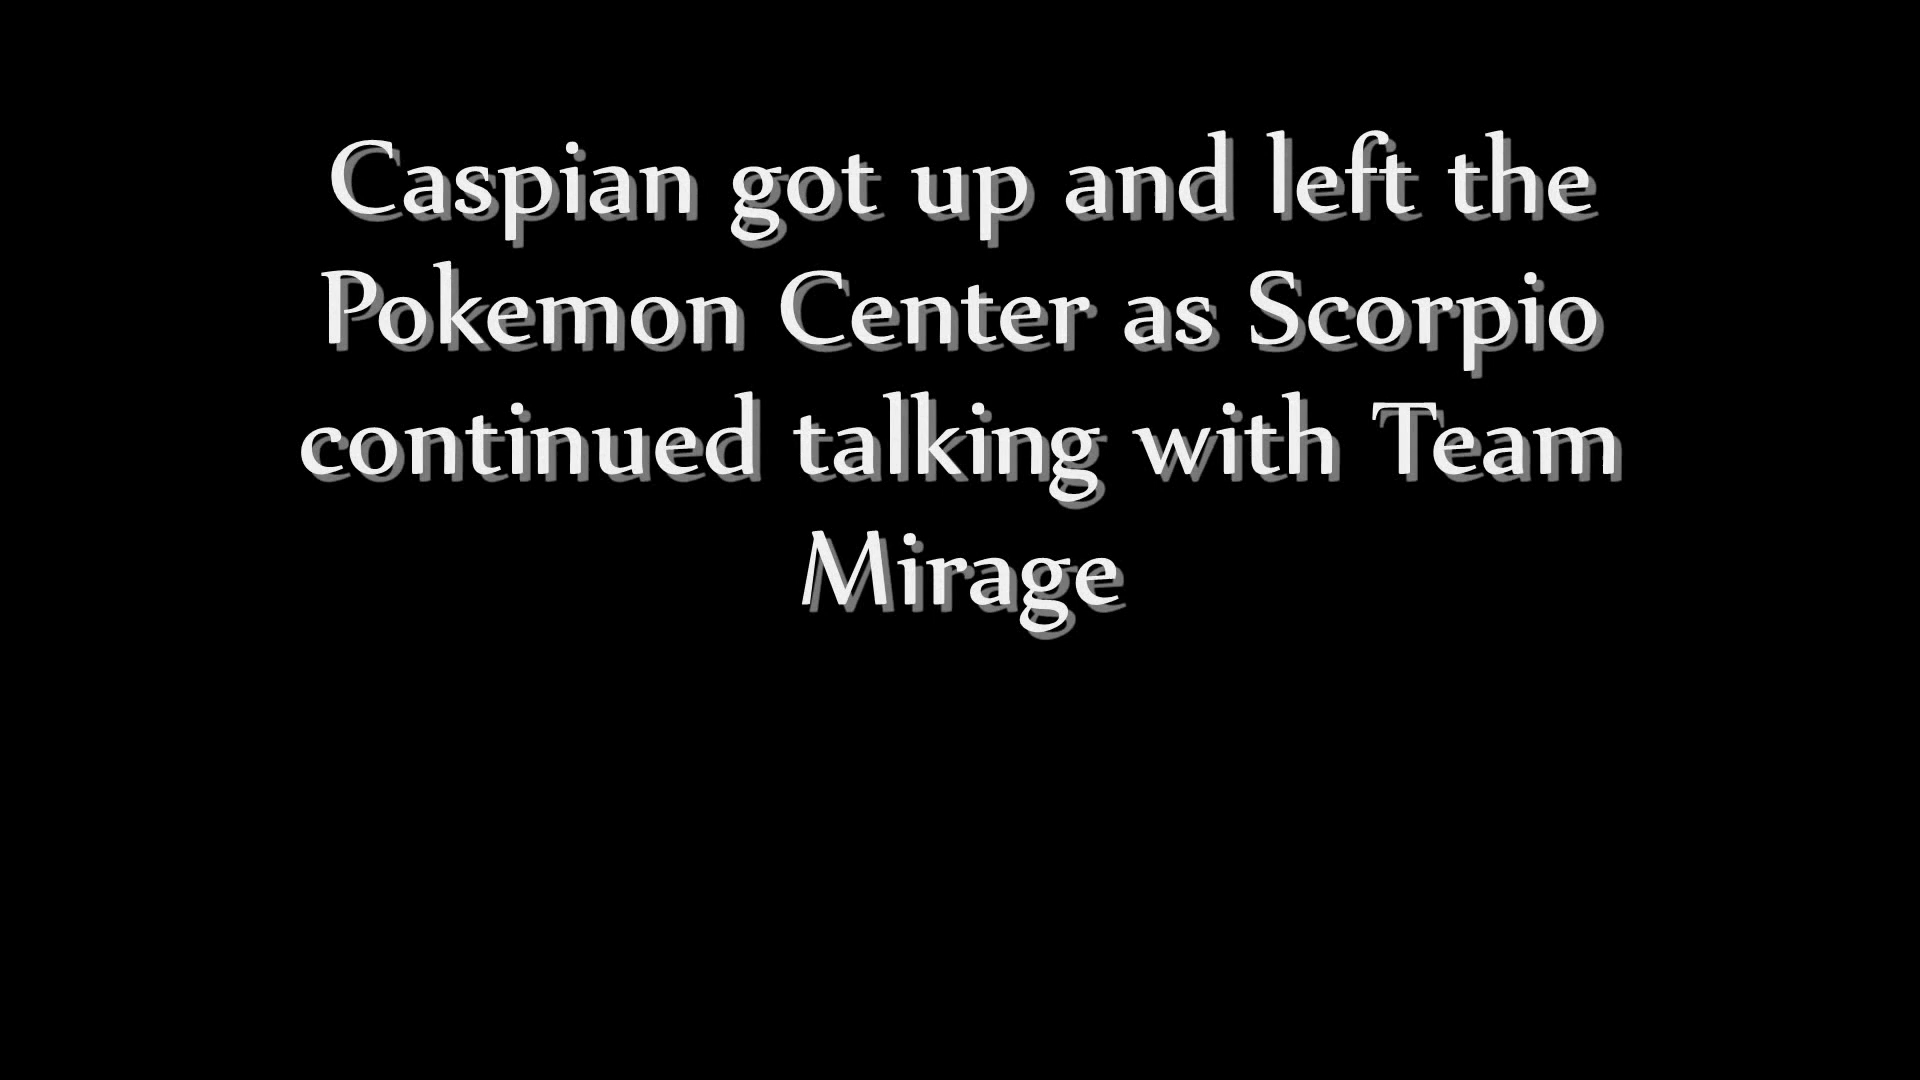 Caspian got up and left the
Pokemon Center as Scorpio
continued talking with Team
Mirage